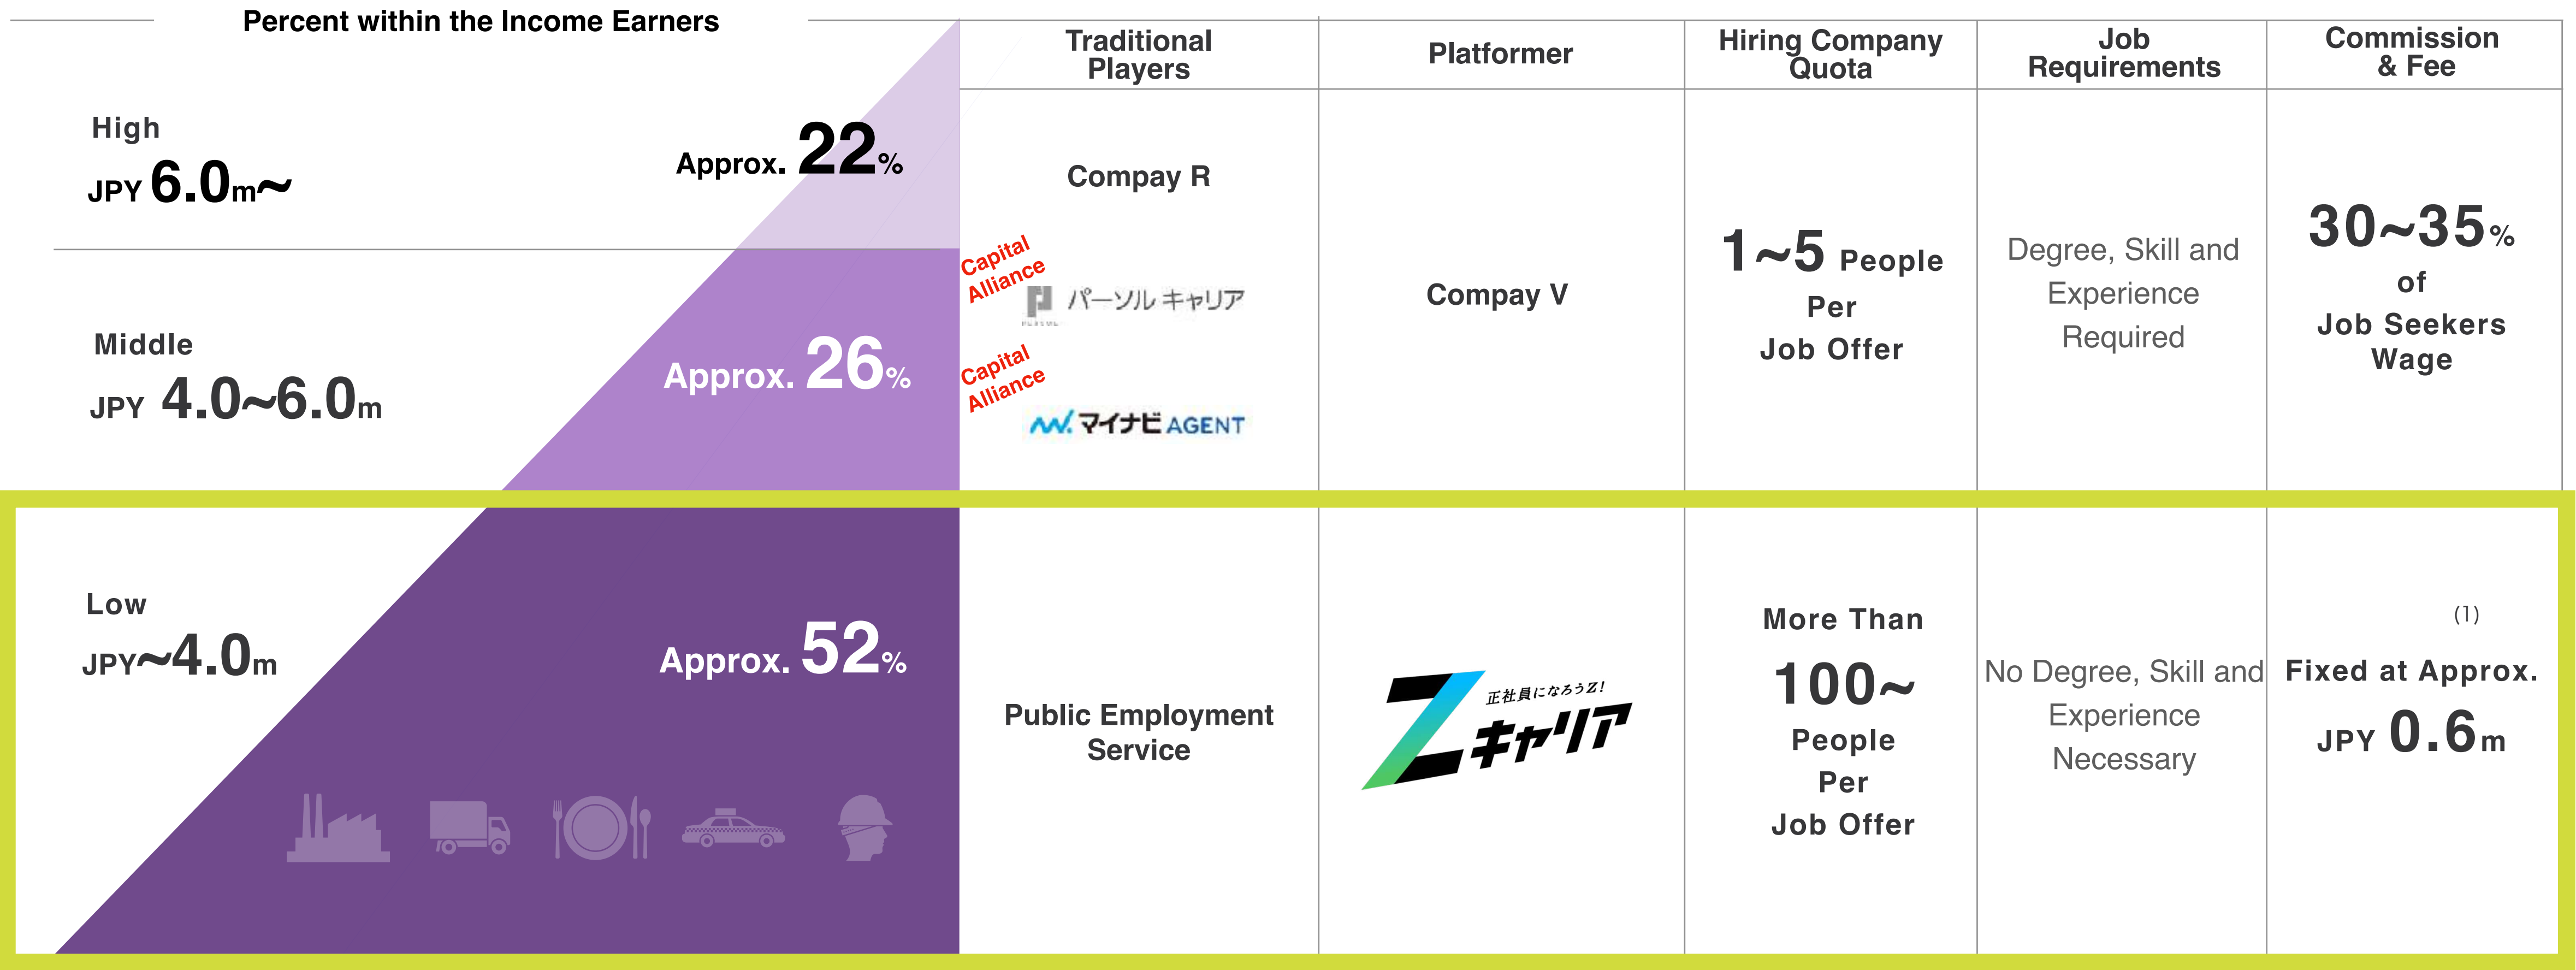 Percent within the Income Earners
Traditional
Players
Platformer
Hiring Company
Quota
Job
Requirements
Commission
& Fee
High
JPY 6.0m~
Approx. 22%
Compay R
Capital
Alliance
パーソル キャリア
Capital
Alliance
マイナビ AGENT
Compay V
1~5 People
Per
Job Offer
Degree, Skill and
Experience
Required
30~35%
of
Job Seekers
Wage
Middle
JPY 4.0~6.0m
Approx. 26%
Low
JPY~4.0m
Approx. 52%
Public Employment
Service
正社員になろうZ!
Zキャリア
More Than
100~
People
Per
Job Offer
No Degree, Skill and
Experience
Necessary
(1)
Fixed at Approx.
JPY 0.6m